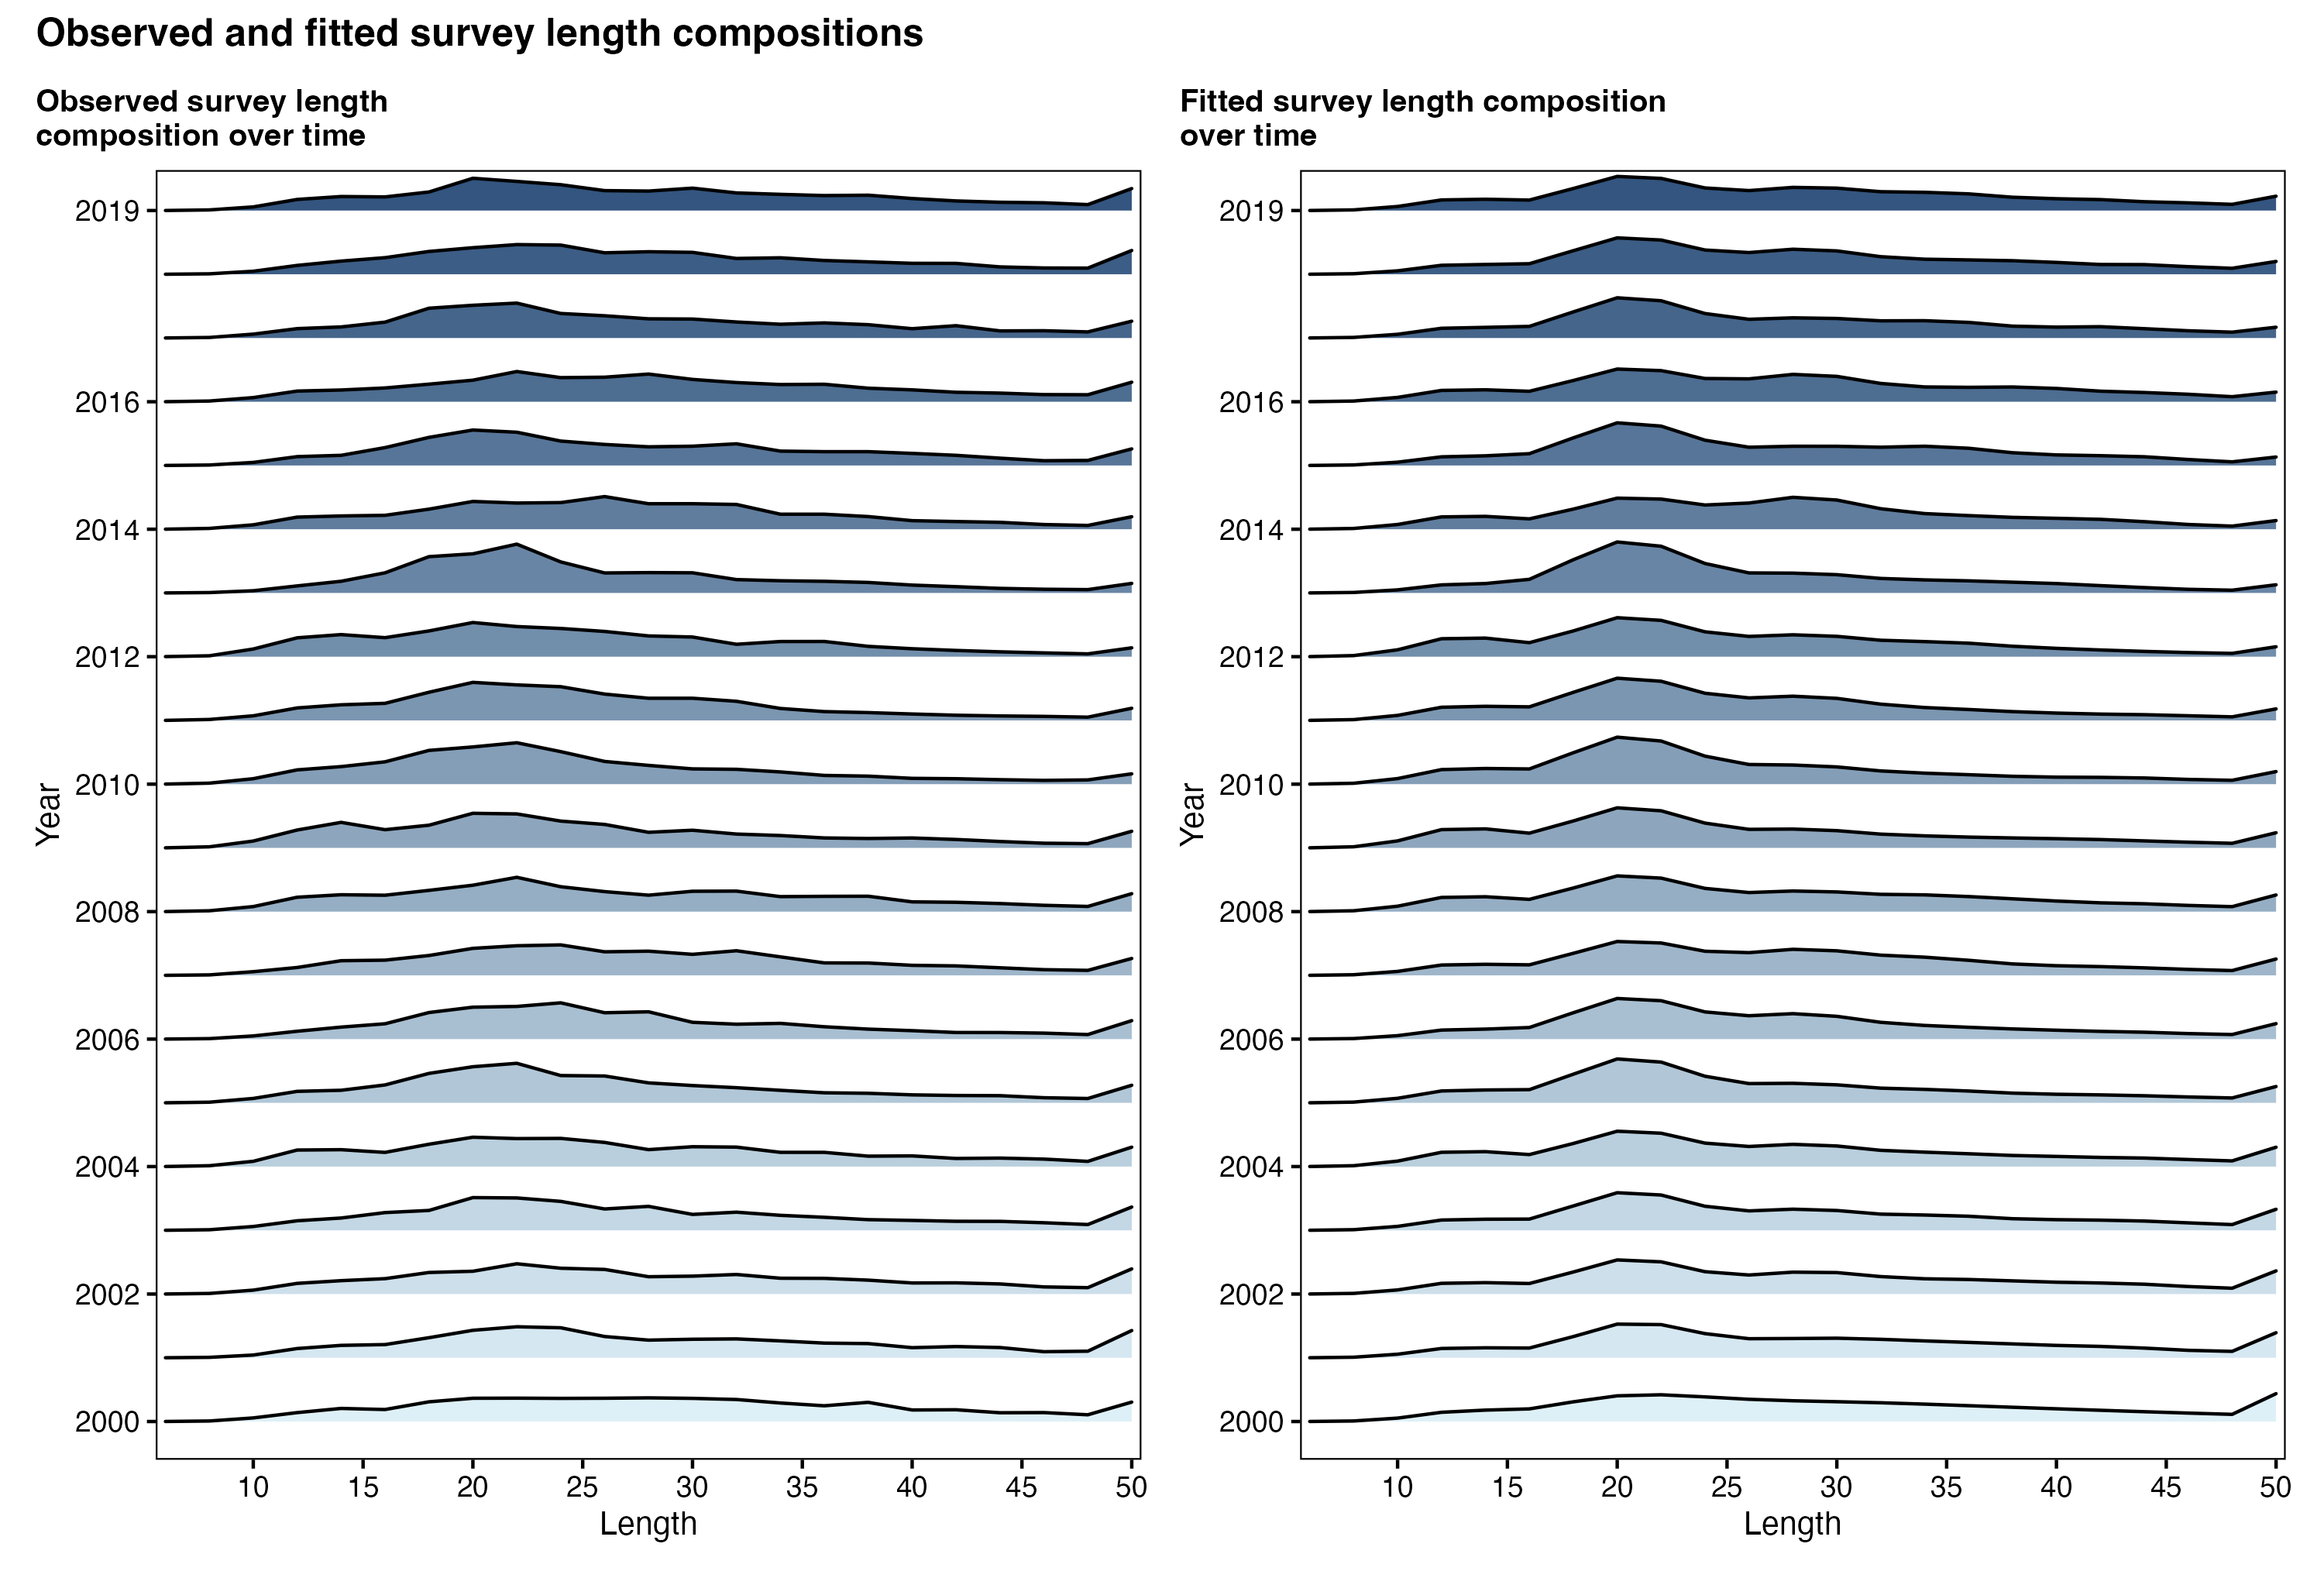 Observed and fitted survey length compositions
Observed survey length
composition over time
2019
2016
2014
2012
2010
2008
2006
2004
2002
2000
Year
10 15 20 25 30 35 40 45 50
Length
Fitted survey length composition
over time
2019
2016
2014
2012
2010
2008
2006
2004
2002
2000
Year
10 15 20 25 30 35 40 45 50
Length